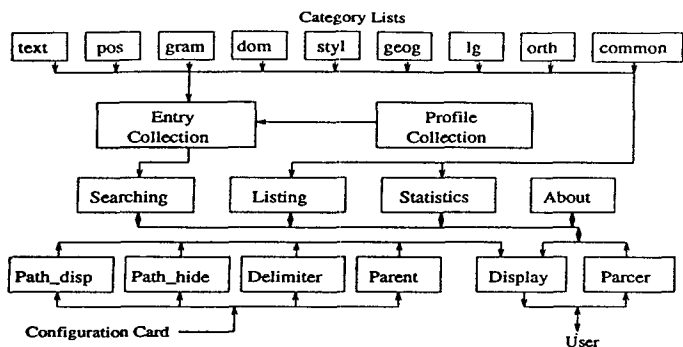 Category Lists
text pos gram dom styl geog lg orth common
Entry Collection
Profile Collection
Searching Listing Statistics About
Path_disp Path_hide Delimiter Parent Display Parcer
Configuration Card
User